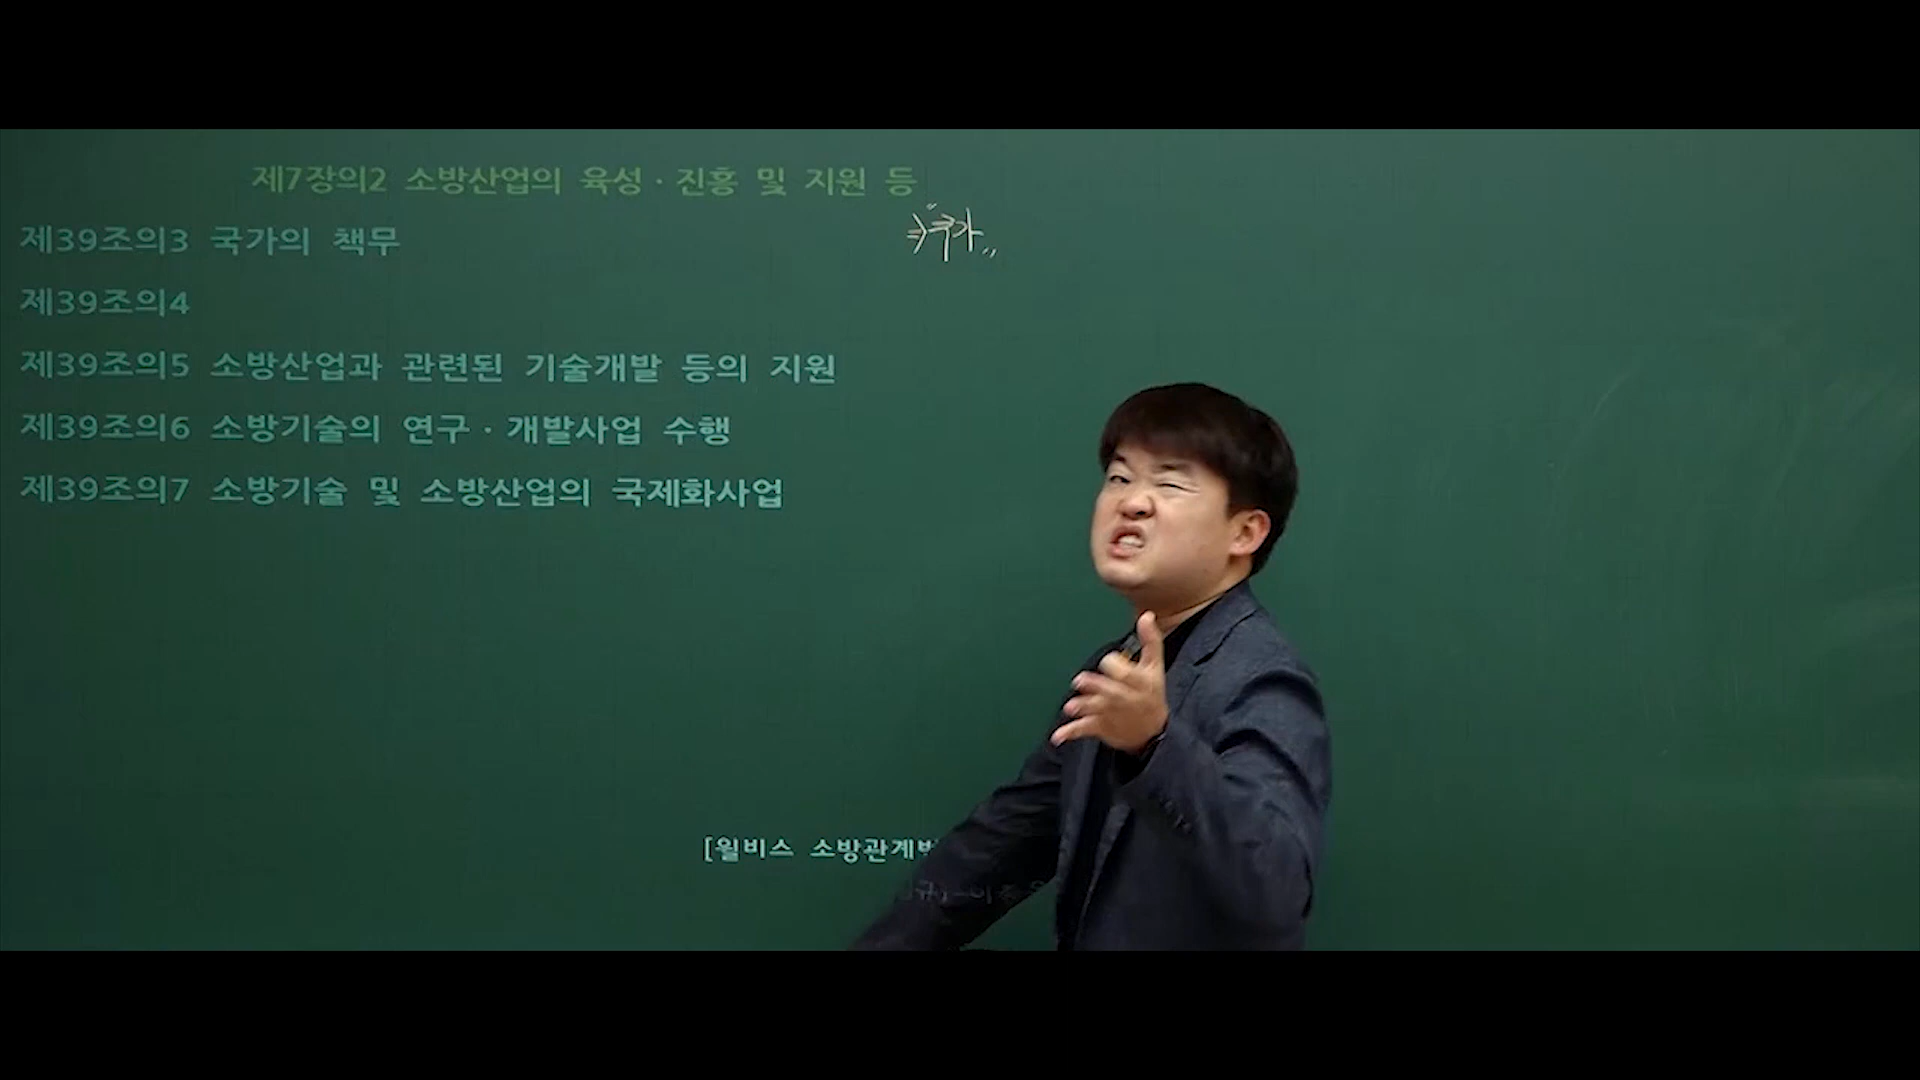 제7장의2 소방산업의 육성·진흥 및 지원 등
제39조의3 국가의 책무
"국가"
제39조의4
제39조의5 소방산업과 관련된 기술개발 등의 지원
제39조의6 소방기술의 연구·개발사업 수행
제39조의7 소방기술 및 소방산업의 국제화사업
[윌비스 소방관계법